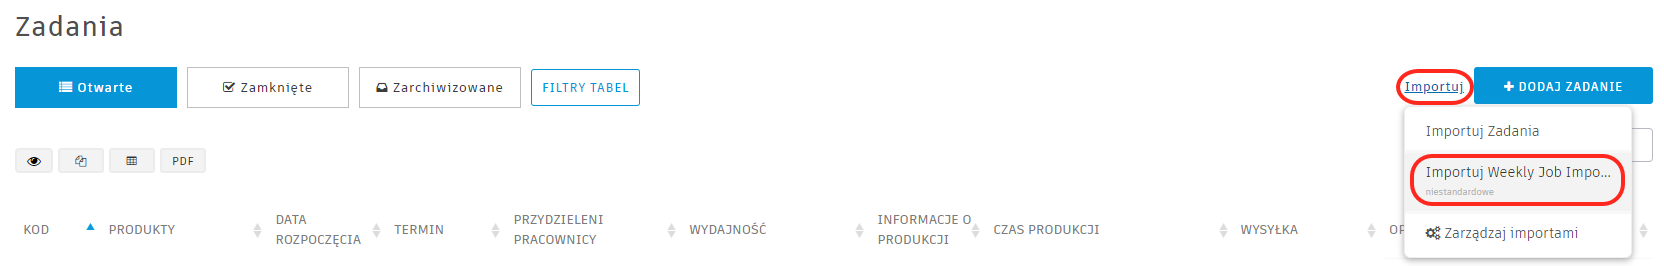 Zadania
Otwarte
Zamknięte
Zarchiwizowane
FILTRY TABEL
Importuj
DODAJ ZADANIE
Importuj Zadania
Importuj Weekly Job Impo...
niestandardowe
Zarządzaj importami
PDF
KOD
PRODUKTY
DATA
ROZPOCZĘCIA
TERMIN
PRZYDZIELENI
PRACOWNICY
WYDAJNOŚĆ
INFORMACJE O
PRODUKCJI
CZAS PRODUKCJI
WYSYŁKA